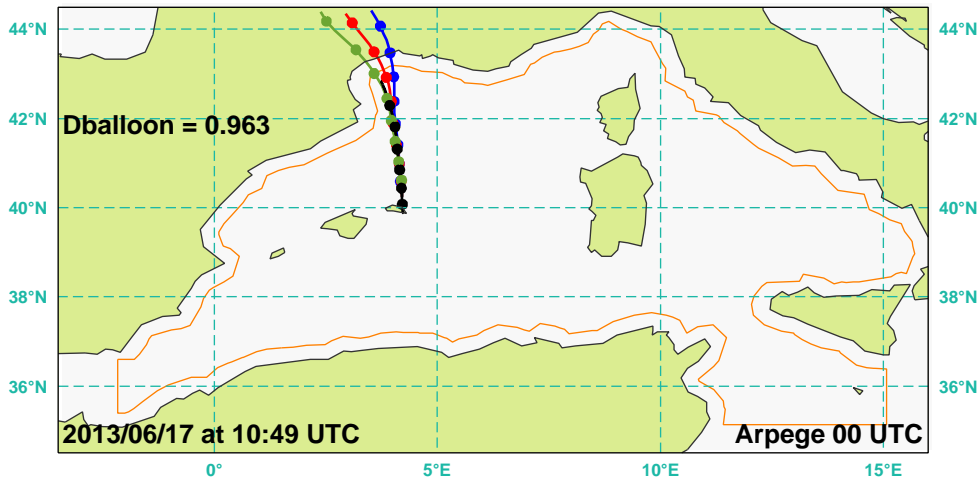 44°N 44°N
42°N 42°N
Dballoon = 0.963
40°N 40°N
38°N 38°N
36°N 36°N
2013/06/17 at 10:49 UTC Arpege 00 UTC
0° 5°E 10°E 15°E